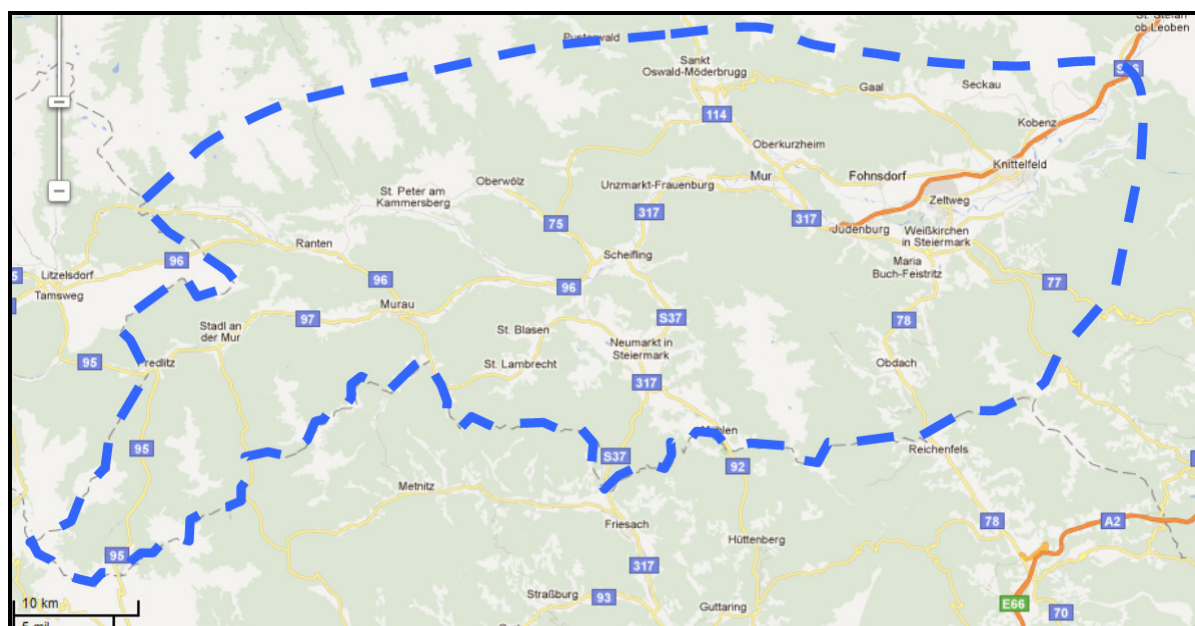 St. Stefan
ob Leoben
Pusterwald
Sankt
Oswald-Möderbrugg
Gaal
Seckau
114
Kobenz
Oberkurzheim
Knittelfeld
Mur
Fohnsdorf
St. Peter am
Kammersberg
Oberwölz
Unzmarkt-Frauenburg
Zeltweg
317
75
317
Judenburg
Weißkirchen
in Steiermark
Ranten
Scheifling
96
Maria
Buch-Feistritz
Litzelsdorf
Tamsweg
96
96
77
Murau
Stadl an
der Mur
97
S37
78
St. Blasen
Neumarkt in
Steiermark
95
Predlitz
St. Lambrecht
Obdach
317
Mühlen
95
S37
92
Reichenfels
Metnitz
Friesach
78
A2
Hüttenberg
95
317
Straßburg
93
Guttaring
E66
70
10 km
5 mil